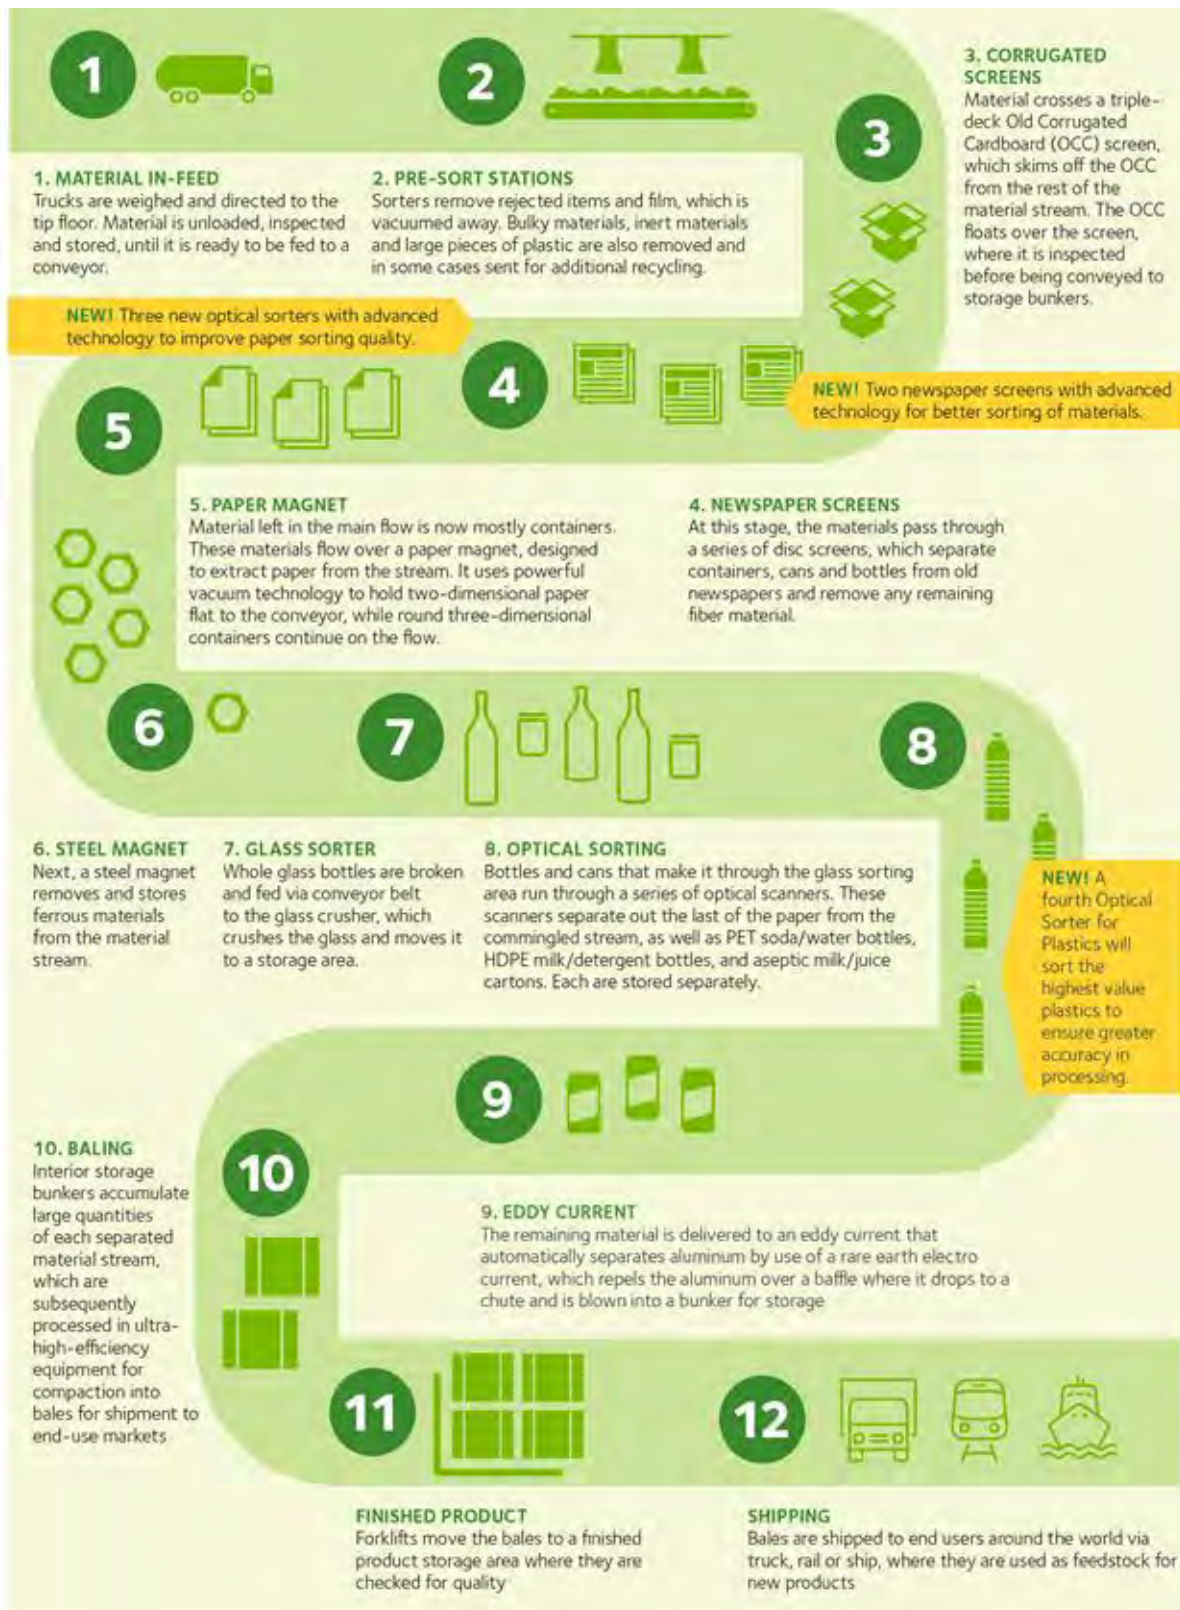 1
2
3
3. CORRUGATED
SCREENS
Material crosses a triple-
deck Old Corrugated
Cardboard (OCC) screen,
which skims off the OCC
from the rest of the
material stream. The OCC
floats over the screen,
where it is inspected
before being conveyed to
storage bunkers.
1. MATERIAL IN-FEED
Trucks are weighed and directed to the
tip floor. Material is unloaded, inspected
and stored, until it is ready to be fed to a
conveyor.
2. PRE-SORT STATIONS
Sorters remove rejected items and film, which is
vacuumed away. Bulky materials, inert materials
and large pieces of plastic are also removed and
in some cases sent for additional recycling.
NEW! Three new optical sorters with advanced
technology to improve paper sorting quality.
4
NEW! Two newspaper screens with advanced
technology for better sorting of materials.
5
5. PAPER MAGNET
Material left in the main flow is now mostly containers.
These materials flow over a paper magnet, designed
to extract paper from the stream. It uses powerful
vacuum technology to hold two-dimensional paper
flat to the conveyor, while round three-dimensional
containers continue on the flow.
4. NEWSPAPER SCREENS
At this stage, the materials pass through
a series of disc screens, which separate
containers, cans and bottles from old
newspapers and remove any remaining
fiber material.
6
7
8
6. STEEL MAGNET
Next, a steel magnet
removes and stores
ferrous materials
from the material
stream.
7. GLASS SORTER
Whole glass bottles are broken
and fed via conveyor belt
to the glass crusher, which
crushes the glass and moves it
to a storage area.
8. OPTICAL SORTING
Bottles and cans that make it through the glass sorting
area run through a series of optical scanners. These
scanners separate out the last of the paper from the
commingled stream, as well as PET soda/water bottles,
HDPE milk/detergent bottles, and aseptic milk/juice
cartons. Each are stored separately.
NEW! A
fourth Optical
Sorter for
Plastics will
sort the
highest value
plastics to
ensure greater
accuracy in
processing.
9
10. BALING
Interior storage
bunkers accumulate
large quantities
of each separated
material stream,
which are
subsequently
processed in ultra-
high-efficiency
equipment for
compaction into
bales for shipment to
end-use markets
10
9. EDDY CURRENT
The remaining material is delivered to an eddy current that
automatically separates aluminum by use of a rare earth electro
current, which repels the aluminum over a baffle where it drops to a
chute and is blown into a bunker for storage
11
12
FINISHED PRODUCT
Forklifts move the bales to a finished
product storage area where they are
checked for quality
SHIPPING
Bales are shipped to end users around the world via
truck, rail or ship, where they are used as feedstock for
new products